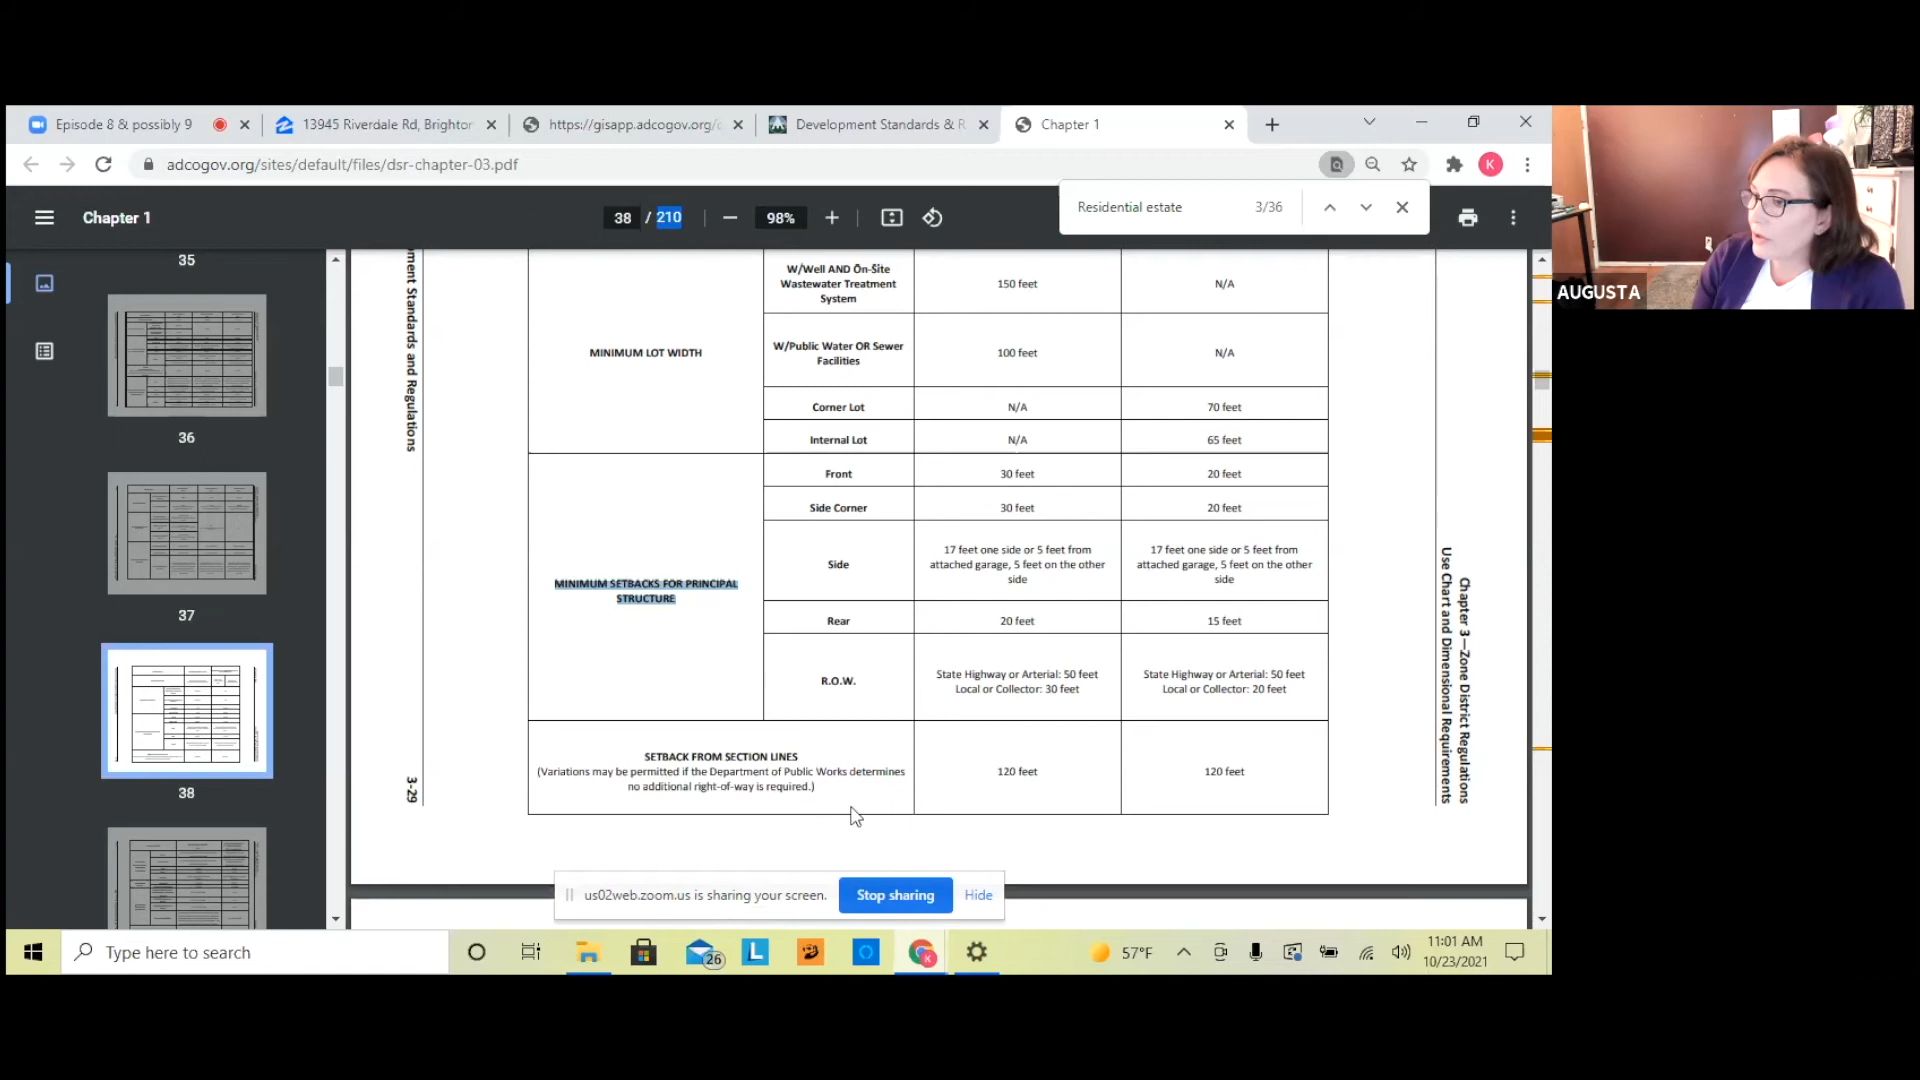 Episode 8 & possibly 9
13945 Riverdale Rd, Brighton
https://gisapp.adcogov.org/
Development Standards & R
Chapter 1
adcogov.org/sites/default/files/dsr-chapter-03.pdf
K
Chapter 1
38 / 210
98%
Residential estate
3/36
35
36
37
38
ment Standards and Regulations
3-29
MINIMUM LOT WIDTH
W/Well AND On-Site
Wastewater Treatment
System
150 feet
N/A
W/Public Water OR Sewer
Facilities
100 feet
N/A
Corner Lot
N/A
70 feet
Internal Lot
N/A
65 feet
MINIMUM SETBACKS FOR PRINCIPAL
STRUCTURE
Front
30 feet
20 feet
Side Corner
30 feet
20 feet
Side
17 feet one side or 5 feet from
attached garage, 5 feet on the other
side
17 feet one side or 5 feet from
attached garage, 5 feet on the other
side
Rear
20 feet
15 feet
R.O.W.
State Highway or Arterial: 50 feet
Local or Collector: 30 feet
State Highway or Arterial: 50 feet
Local or Collector: 20 feet
SETBACK FROM SECTION LINES
(Variations may be permitted if the Department of Public Works determines
no additional right-of-way is required.)
120 feet
120 feet
Chapter 3—Zone District Regulations
Use Chart and Dimensional Requirements
AUGUSTA
us02web.zoom.us is sharing your screen.
Stop sharing
Hide
Type here to search
26
L
K
57°F
11:01 AM
10/23/2021